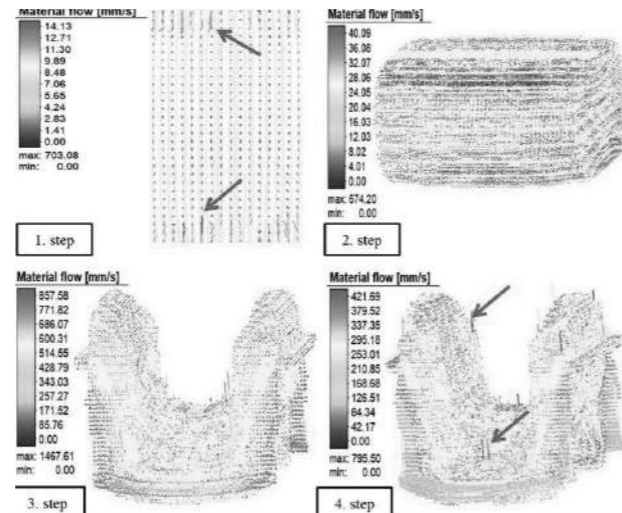 Material flow [mm/s]
14.13
12.71
11.30
9.89
8.48
7.06
5.65
4.24
2.83
1.41
0.00
max: 703.08
min: 0.00
1. step
Material flow [mm/s]
40.09
36.08
32.07
28.06
24.05
20.04
16.03
12.03
8.02
4.01
0.00
max: 574.20
min: 0.00
2. step
Material flow [mm/s]
857.58
771.82
686.07
600.31
514.55
428.79
343.03
257.27
171.52
85.76
0.00
max: 1467.61
min: 0.00
3. step
Material flow [mm/s]
421.69
379.52
337.35
295.18
253.01
210.85
168.68
126.51
84.34
42.17
0.00
max: 795.50
min: 0.00
4. step